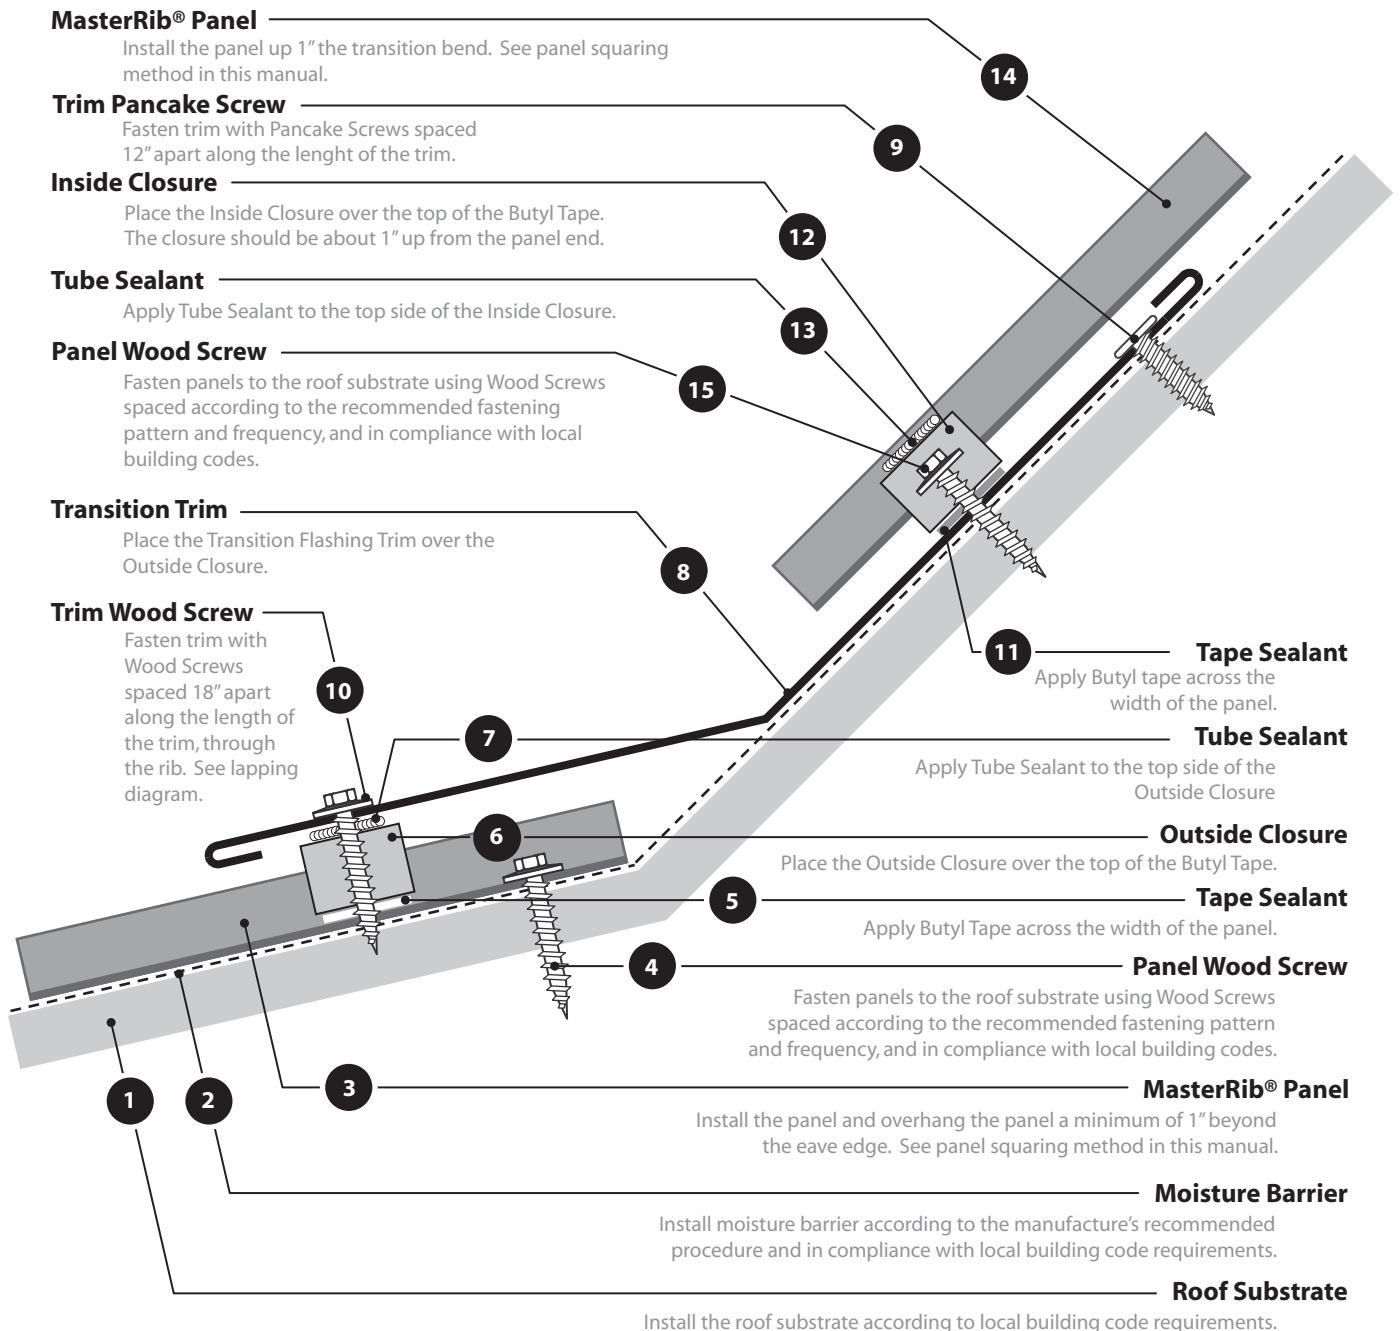 MasterRib® Panel
Install the panel up 1” the transition bend. See panel squaring
method in this manual.
14
Trim Pancake Screw
Fasten trim with Pancake Screws spaced
12” apart along the lenght of the trim.
9
Inside Closure
Place the Inside Closure over the top of the Butyl Tape.
The closure should be about 1” up from the panel end.
12
Tube Sealant
Apply Tube Sealant to the top side of the Inside Closure.
13
Panel Wood Screw
Fasten panels to the roof substrate using Wood Screws
spaced according to the recommended fastening
pattern and frequency, and in compliance with local
building codes.
15
Transition Trim
Place the Transition Flashing Trim over the
Outside Closure.
8
Trim Wood Screw
Fasten trim with
Wood Screws
spaced 18” apart
along the length of
the trim, through
the rib. See lapping
diagram.
10
11
Tape Sealant
Apply Butyl tape across the
width of the panel.
7
Tube Sealant
Apply Tube Sealant to the top side of the
Outside Closure
6
Outside Closure
Place the Outside Closure over the top of the Butyl Tape.
5
Tape Sealant
Apply Butyl Tape across the width of the panel.
4
Panel Wood Screw
Fasten panels to the roof substrate using Wood Screws
spaced according to the recommended fastening pattern
and frequency, and in compliance with local building codes.
1
2
3
MasterRib® Panel
Install the panel and overhang the panel a minimum of 1” beyond
the eave edge. See panel squaring method in this manual.
Moisture Barrier
Install moisture barrier according to the manufacture’s recommended
procedure and in compliance with local building code requirements.
Roof Substrate
Install the roof substrate according to local building code requirements.